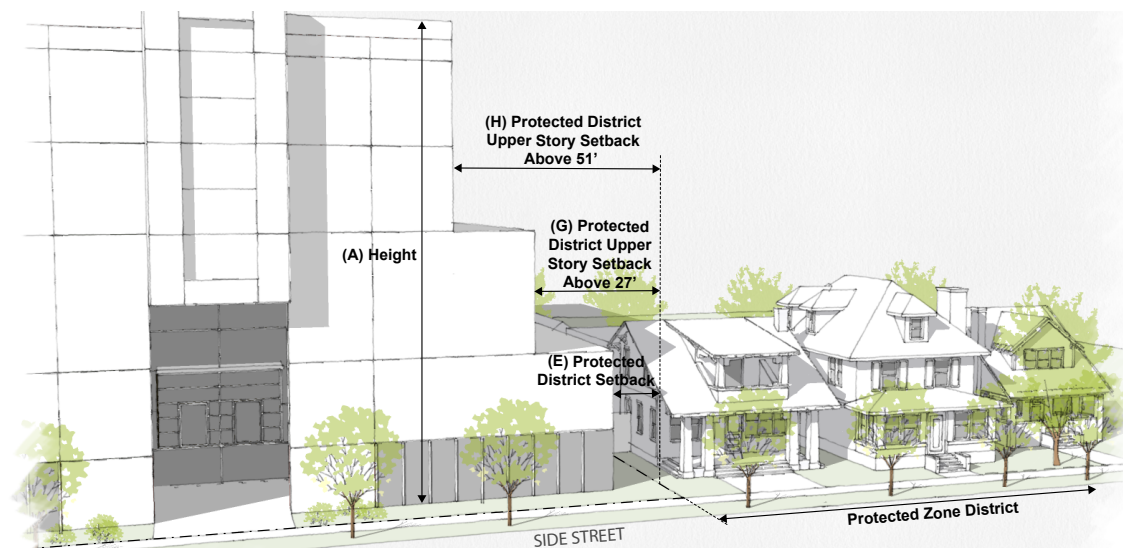 (H) Protected District
Upper Story Setback
Above 51’
(G) Protected
District Upper
Story Setback
Above 27’
(A) Height
(E) Protected
District Setback
Protected Zone District
SIDE STREET